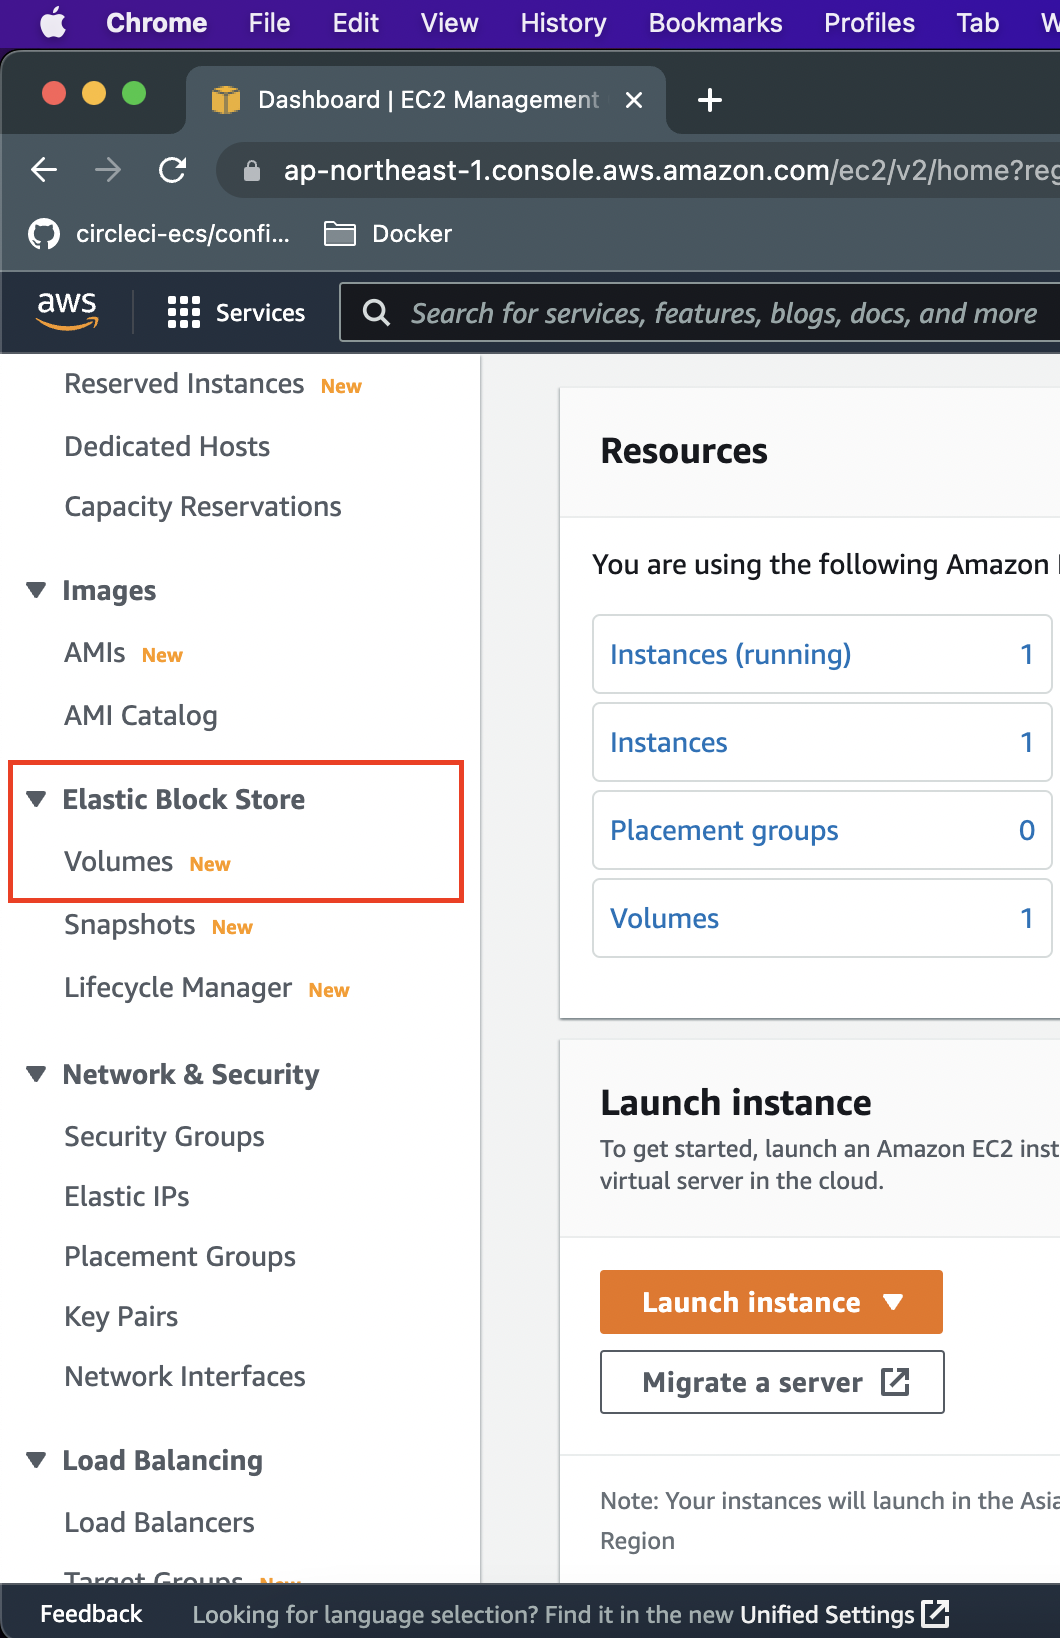 Chrome File Edit View History Bookmarks Profiles Tab W
Dashboard | EC2 Management
ap-northeast-1.console.aws.amazon.com/ec2/v2/home?reg
circleci-ecs/confi... Docker
aws Services Search for services, features, blogs, docs, and more
Reserved Instances New
Dedicated Hosts
Capacity Reservations
Images
AMIs New
AMI Catalog
Elastic Block Store
Volumes New
Snapshots New
Lifecycle Manager New
Network & Security
Security Groups
Elastic IPs
Placement Groups
Key Pairs
Network Interfaces
Load Balancing
Load Balancers
Target Groups New
Resources
You are using the following Amazon
Instances (running) 1
Instances 1
Placement groups 0
Volumes 1
Launch instance
To get started, launch an Amazon EC2 inst
virtual server in the cloud.
Launch instance
Migrate a server
Note: Your instances will launch in the Asia
Region
Feedback Looking for language selection? Find it in the new Unified Settings